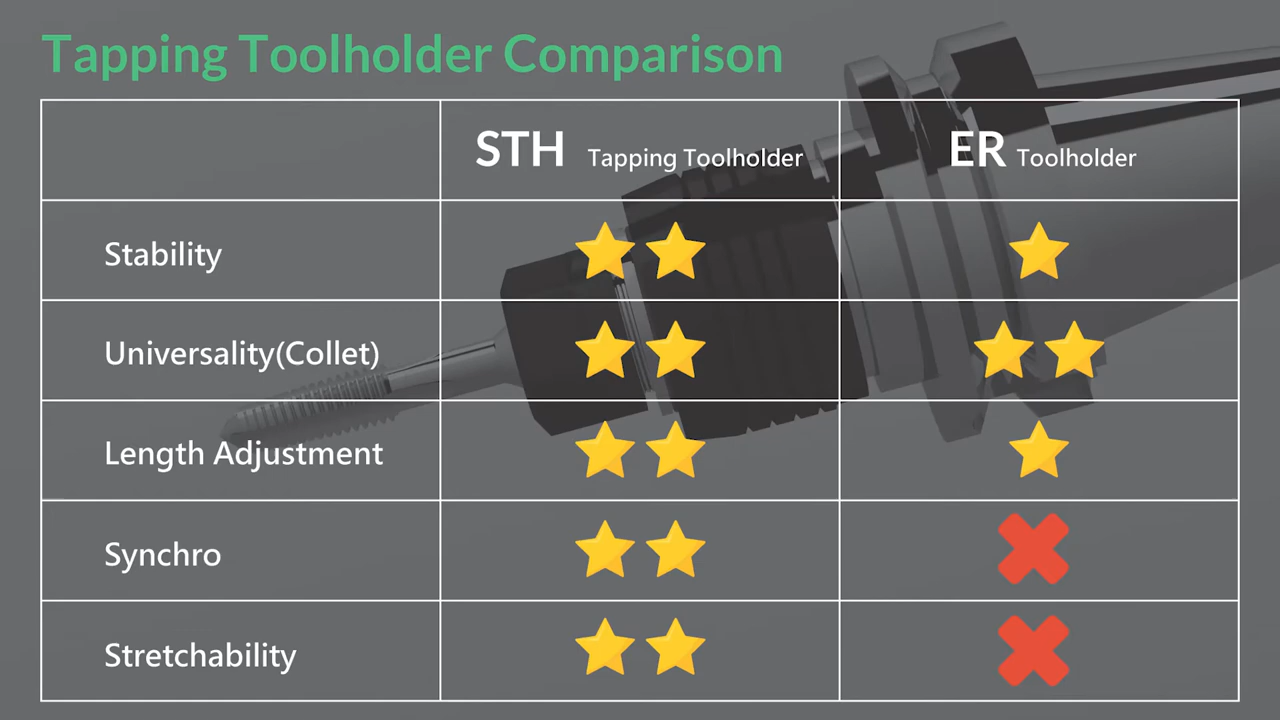 Tapping Toolholder Comparison
STH Tapping Toolholder ER Toolholder
Stability
Universality(Collet)
Length Adjustment
Synchro
Stretchability